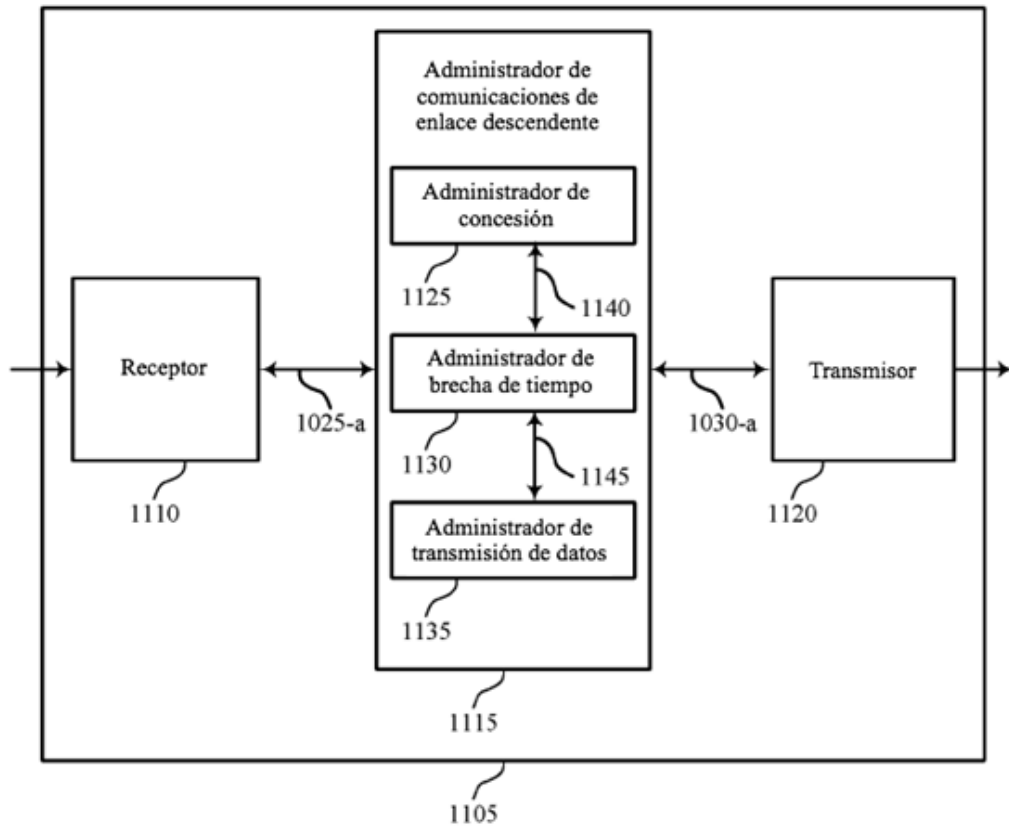 Administrador de
comunicaciones de
enlace descendente
Administrador de
concesión
1125
1140
Receptor
Administrador de
brecha de tiempo
Transmisor
1025-a
1030-a
1110
1130
1145
1120
Administrador de
transmisión de datos
1135
1115
1105